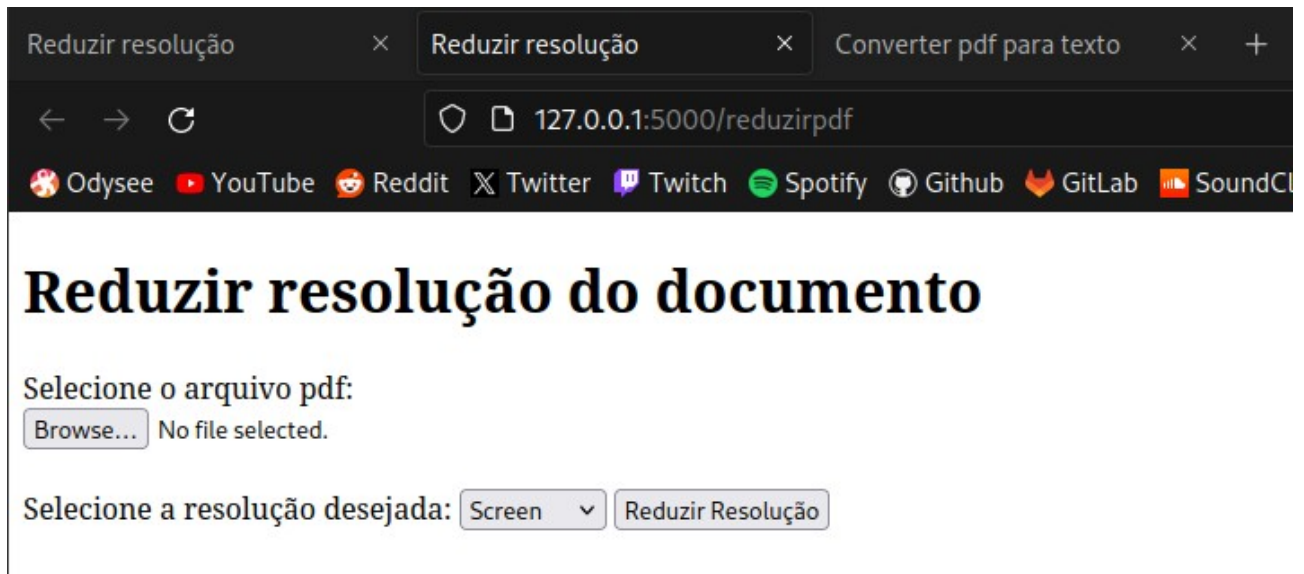 Reduzir resolução × Reduzir resolução × Converter pdf para texto × +
127.0.0.1:5000/reduzirpdf
Odysee YouTube Reddit Twitter Twitch Spotify Github GitLab SoundCl
Reduzir resolução do documento
Selecione o arquivo pdf:
Browse... No file selected.
Selecione a resolução desejada: Screen Reduzir Resolução